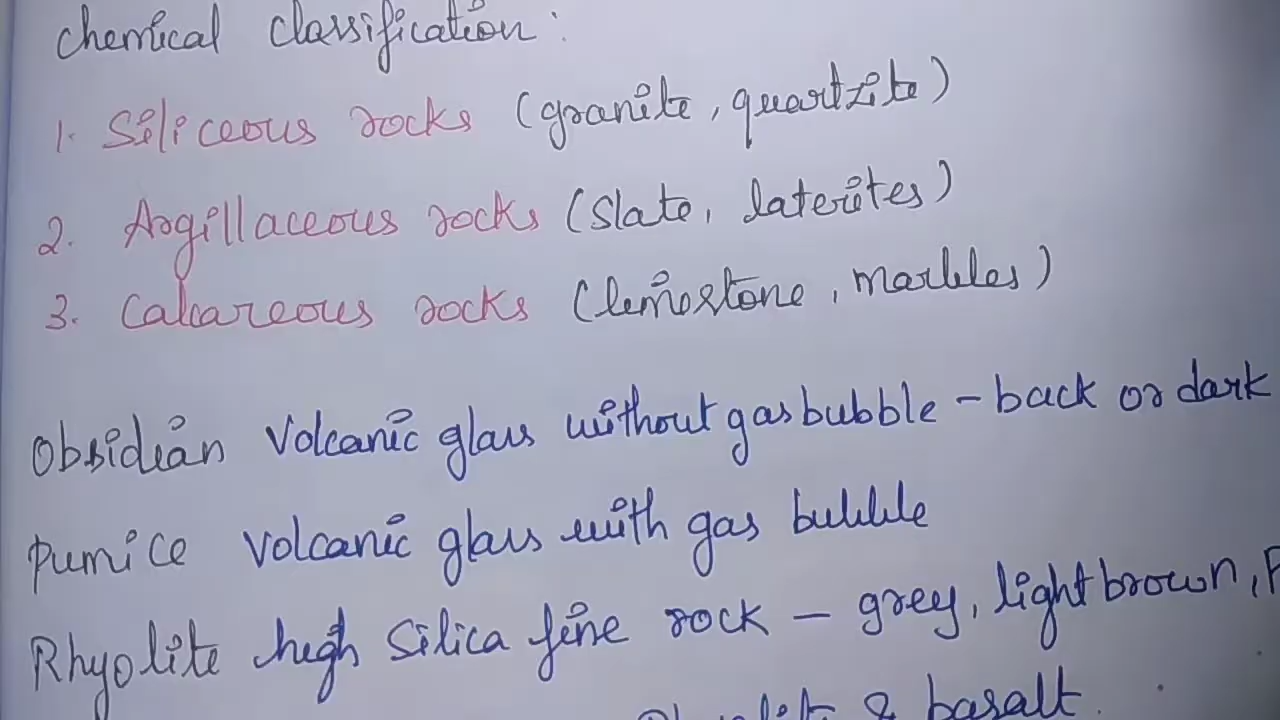 Chemical classification:
1. Siliceous rocks (granite, quartzite)
2. Argillaceous rocks (slate, laterites)
3. Calcareous rocks (limestone, marbles)
Obsidian Volcanic glass without gas bubble - back or dark
Pumice Volcanic glass with gas bubble
Rhyolite high silica fine rock - grey, light brown,
& basalt.